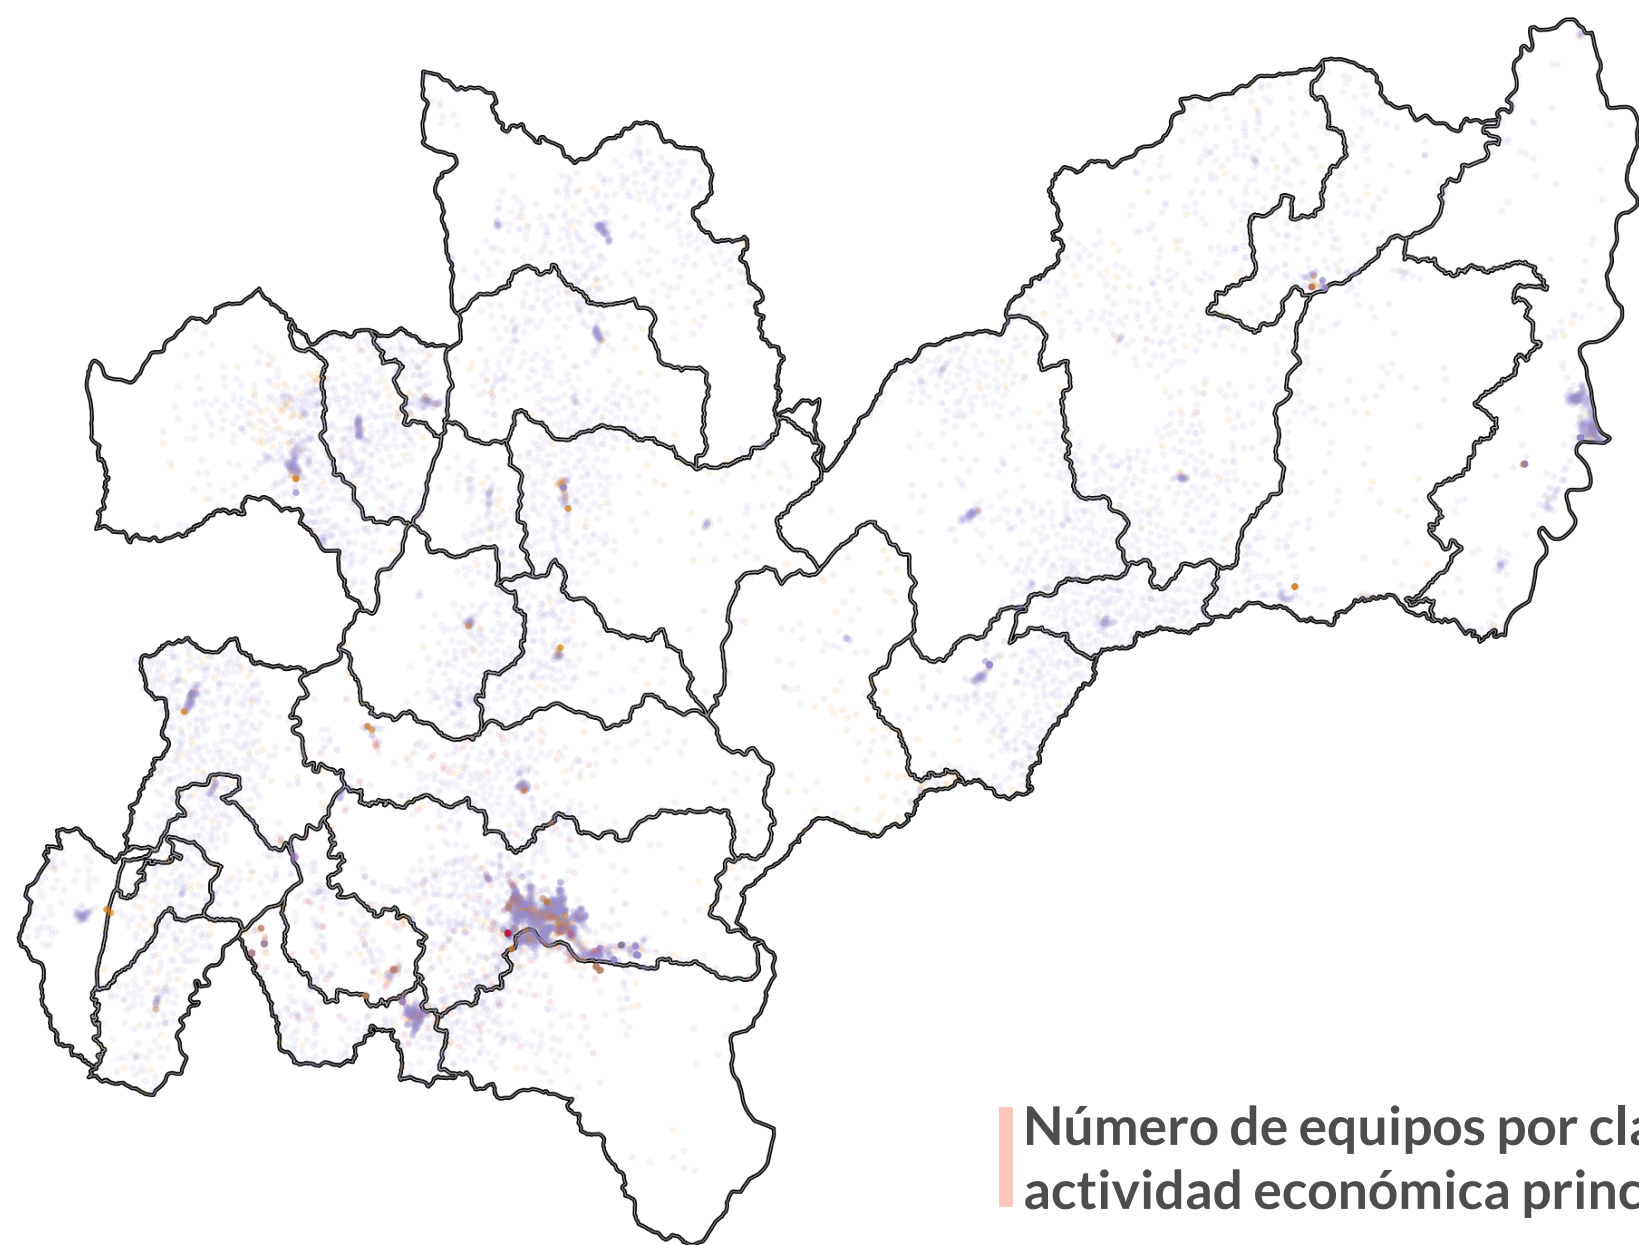 Número de equipos por
actividad económica